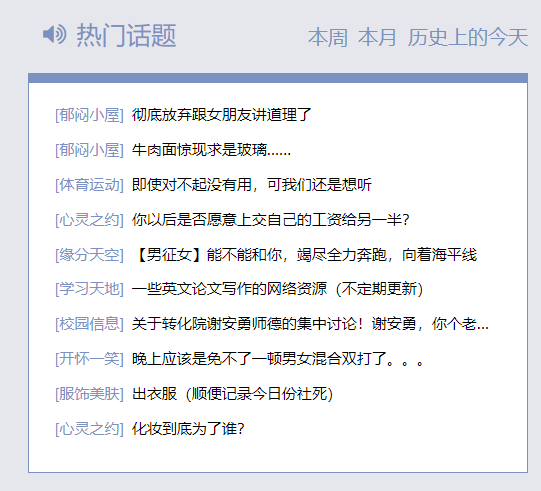 热门话题 本周 本月 历史上的今天
[郁闷小屋] 彻底放弃跟女朋友讲道理了
[郁闷小屋] 牛肉面惊现求是玻璃......
[体育运动] 即使对不起没有用，可我们还是想听
[心灵之约] 你以后是否愿意上交自己的工资给另一半?
[缘分天空] 【男征女】能不能和你，竭尽全力奔跑，向着海平线
[学习天地] 一些英文论文写作的网络资源（不定期更新）
[校园信息] 关于转化院谢安勇师德的集中讨论！谢安勇，你个老...
[开怀一笑] 晚上应该是免不了一顿男女混合双打了。。。
[服饰美肤] 出衣服（顺便记录今日份社死）
[心灵之约] 化妆到底为了谁?